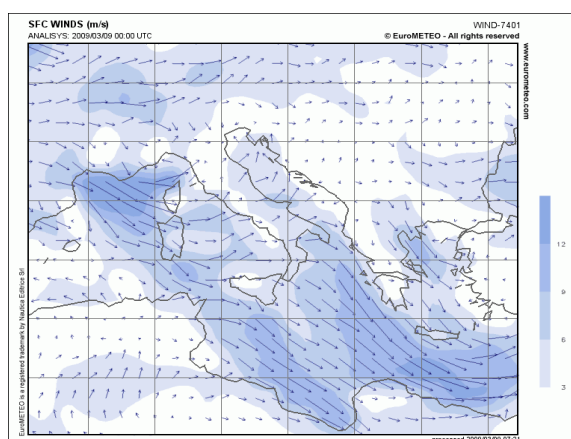 SFC WINDS (m/s)
WIND-7401
ANALISYS: 2009/03/09 00:00 UTC
© EuroMETEO - All rights reserved
www.eurometeo.com
EuroMETEO is a registered trademark by Nautica Editrice Srl
12
9
6
3